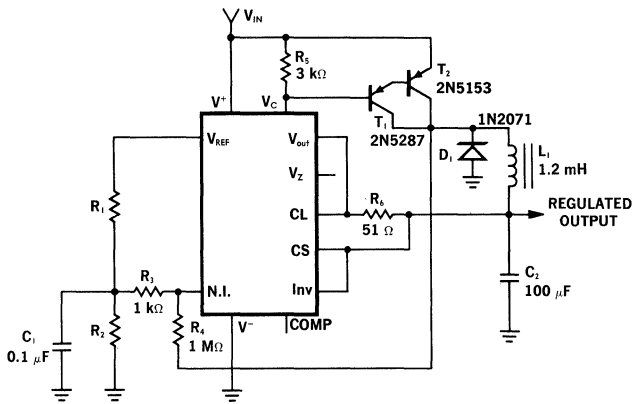 V_IN
R_5
3 kΩ
T_2
2N5153
V+
V_C
T_1
2N5287
1N2071
V_REF
V_out
D_1
L_1
1.2 mH
V_Z
R_1
CL
R_6
51 Ω
REGULATED
OUTPUT
CS
R_3
1 kΩ
N.I.
Inv
C_2
100 μF
C_1
0.1 μF
R_2
R_4
1 MΩ
V-
COMP